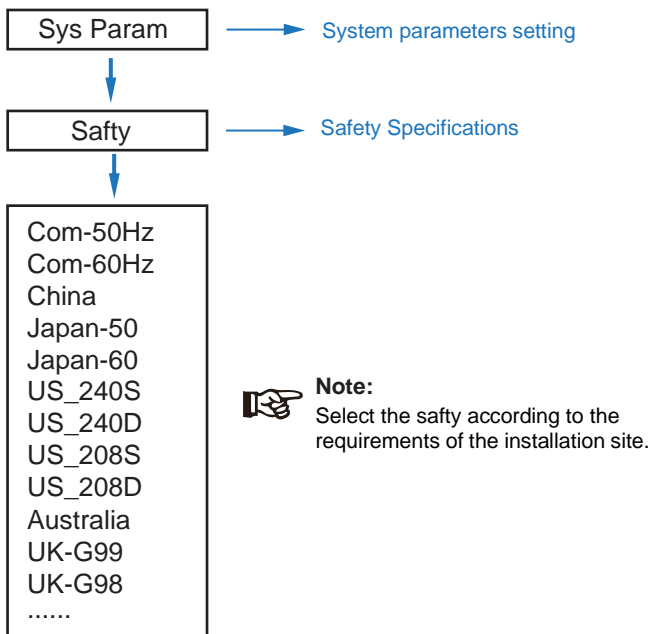 Sys Param
System parameters setting
Safty
Safety Specifications
Com-50Hz
Com-60Hz
China
Japan-50
Japan-60
US_240S
US_240D
US_208S
US_208D
Australia
UK-G99
UK-G98
......
Note:
Select the safty according to the
requirements of the installation site.